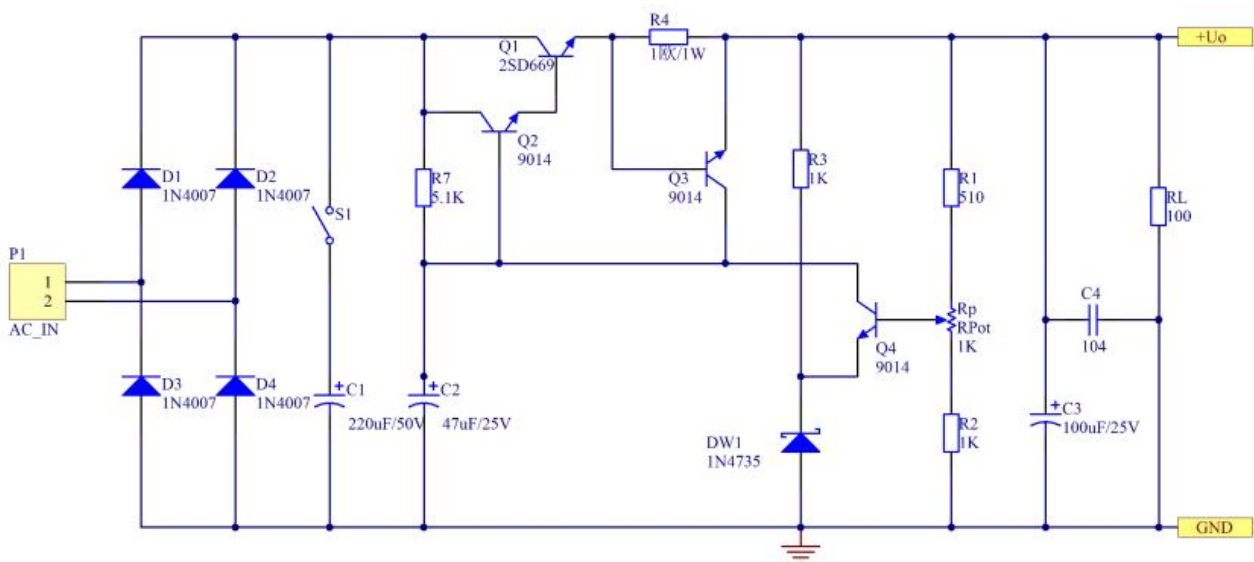 R4
1欧/1W
+Uo
Q1
2SD669
Q2
9014
D1
1N4007
D2
1N4007
S1
R7
5.1K
Q3
9014
R3
1K
R1
510
RL
100
P1
1
2
AC_IN
Rp
RPot
1K
C4
104
Q4
9014
D3
1N4007
D4
1N4007
+
C1
220uF/50V
+
C2
47uF/25V
DW1
1N4735
R2
1K
+
C3
100uF/25V
GND